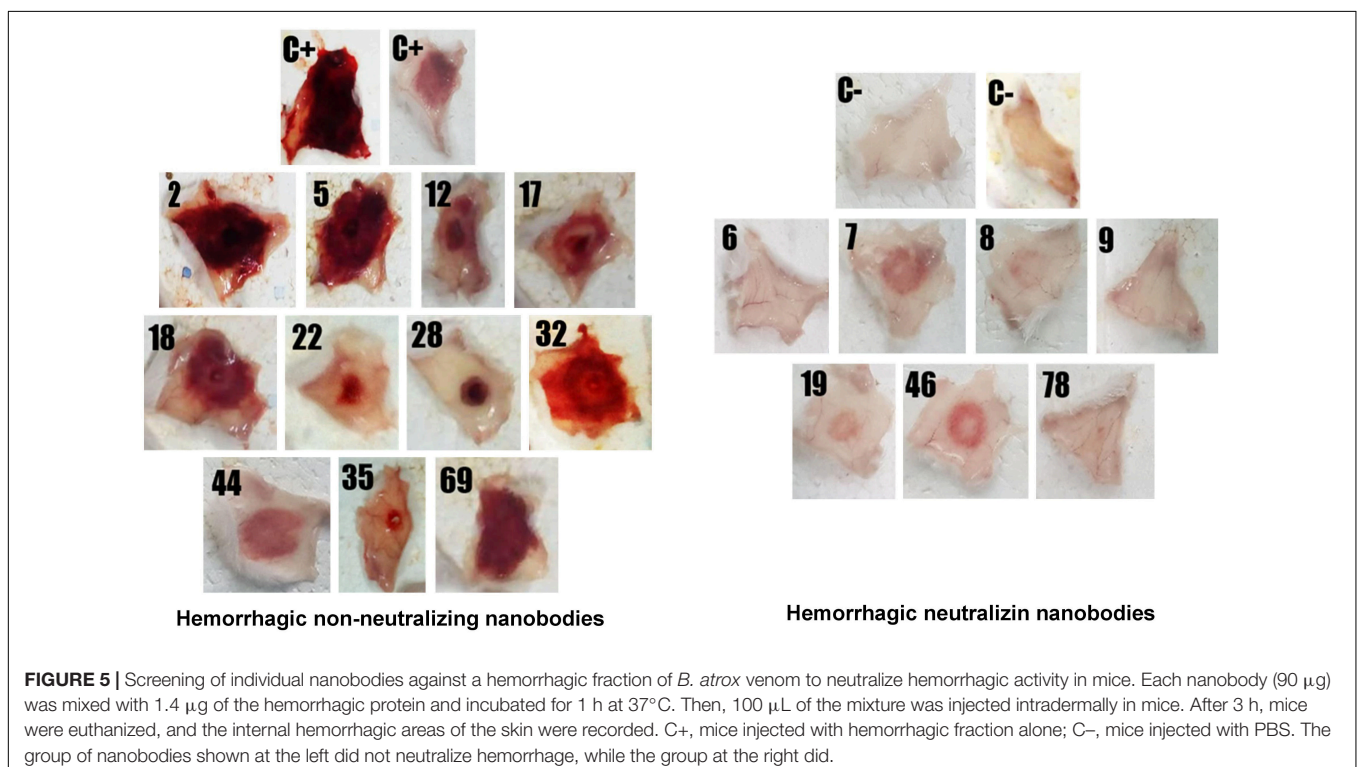 C+ C+
C- C-
2 5 12 17
6 7 8 9
18 22 28 32
19 46 78
44 35 69
Hemorrhagic non-neutralizing nanobodies
Hemorrhagic neutralizin nanobodies
FIGURE 5 | Screening of individual nanobodies against a hemorrhagic fraction of B. atrox venom to neutralize hemorrhagic activity in mice. Each nanobody (90 μg)
was mixed with 1.4 μg of the hemorrhagic protein and incubated for 1 h at 37°C. Then, 100 μL of the mixture was injected intradermally in mice. After 3 h, mice
were euthanized, and the internal hemorrhagic areas of the skin were recorded. C+, mice injected with hemorrhagic fraction alone; C–, mice injected with PBS. The
group of nanobodies shown at the left did not neutralize hemorrhage, while the group at the right did.